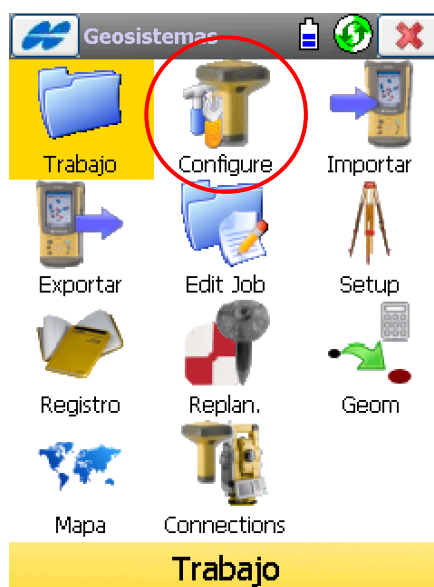 Geosistemas
Trabajo Configure Importar
Exportar Edit Job Setup
Registro Replan. Geom
Mapa Connections
Trabajo